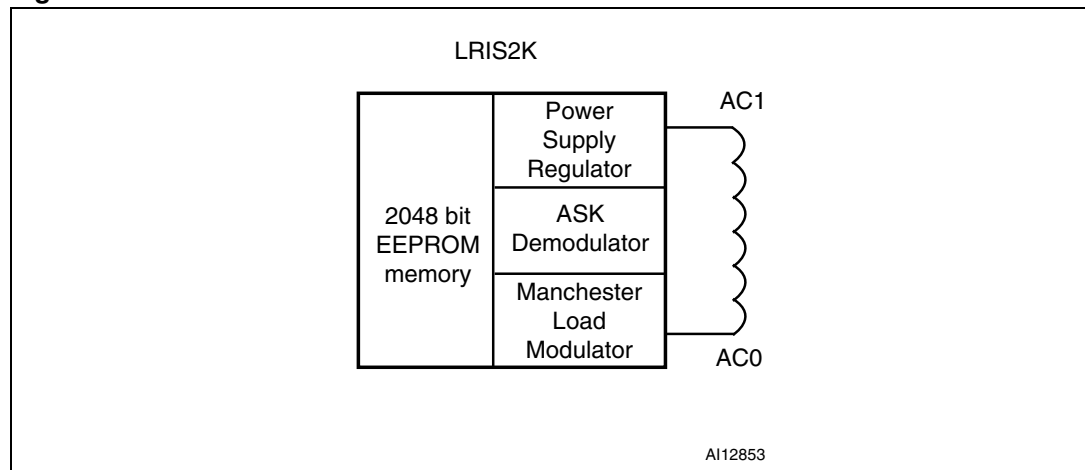 LRIS2K
AC1
Power
Supply
Regulator
2048 bit
EEPROM
memory
ASK
Demodulator
Manchester
Load
Modulator
AC0
AI12853